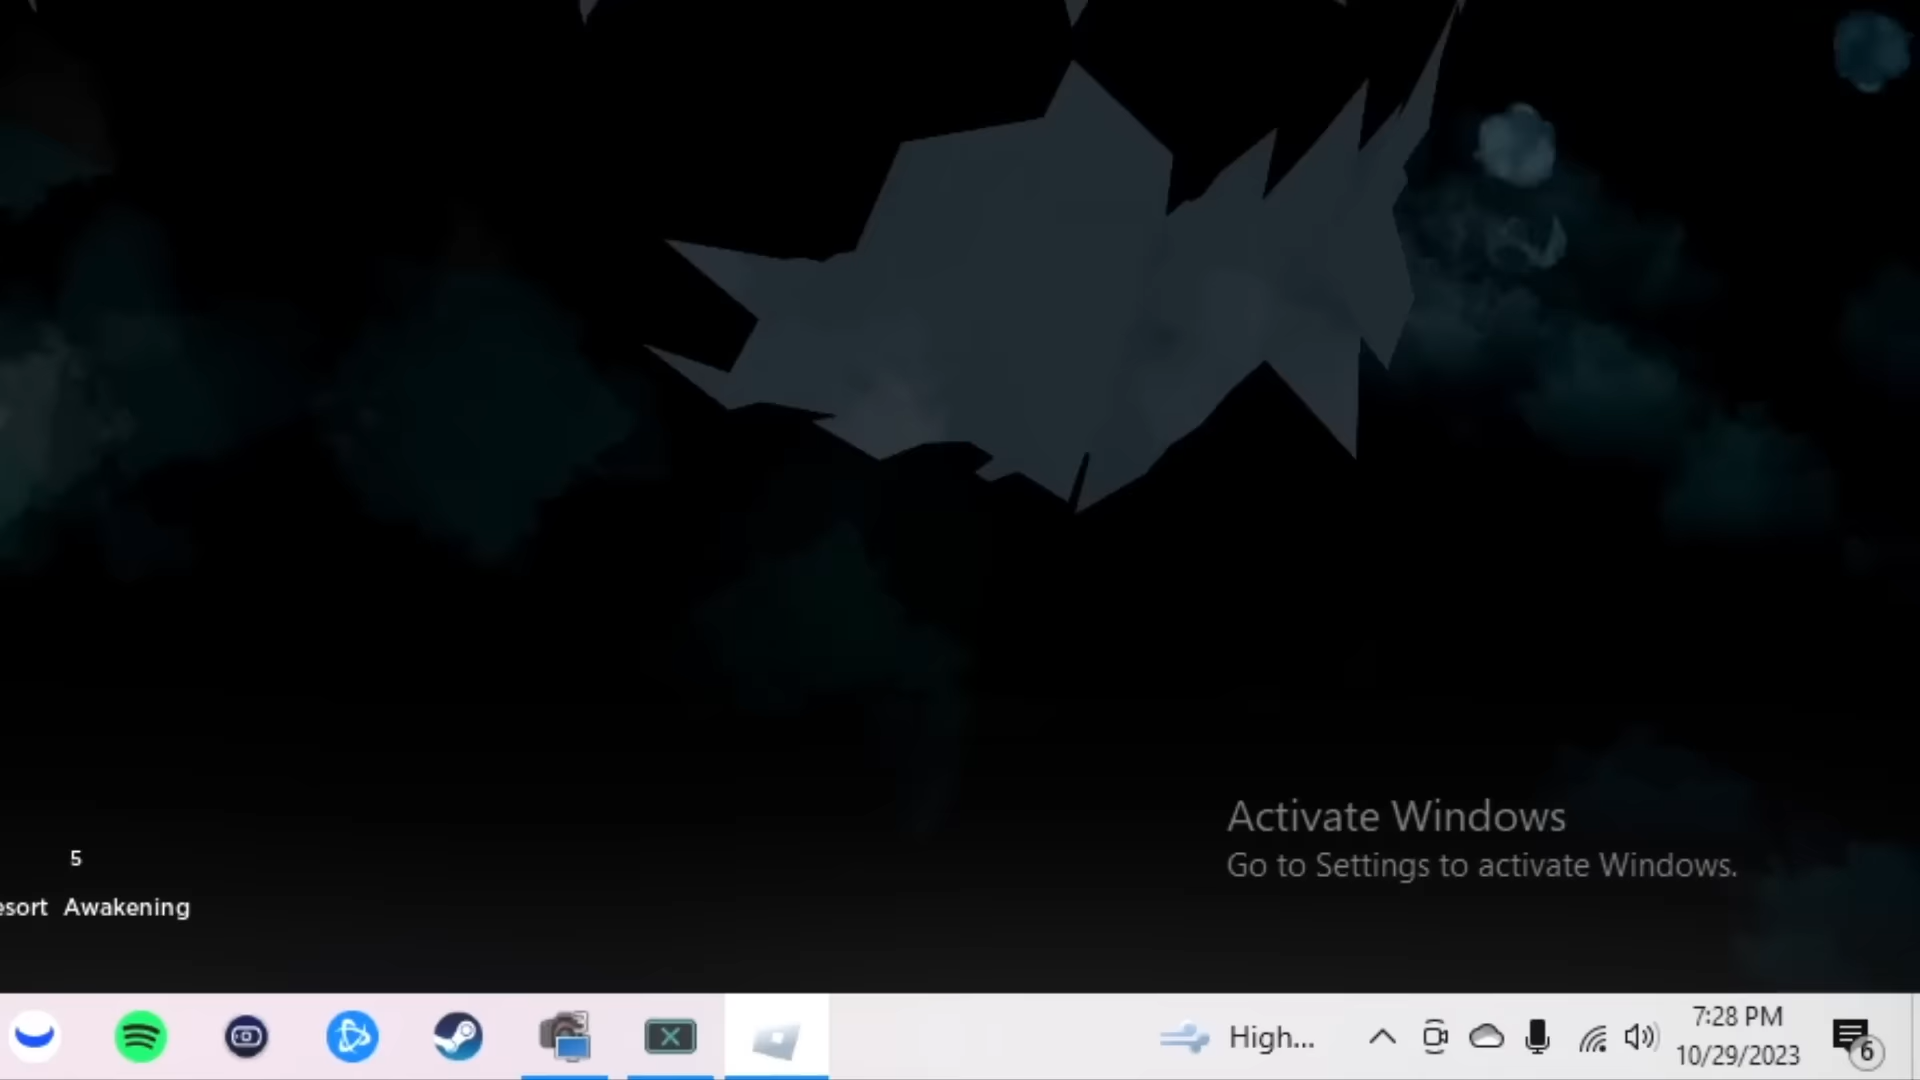 Activate Windows
Go to Settings to activate Windows.
5
esort Awakening
High...
7:28 PM
10/29/2023
6